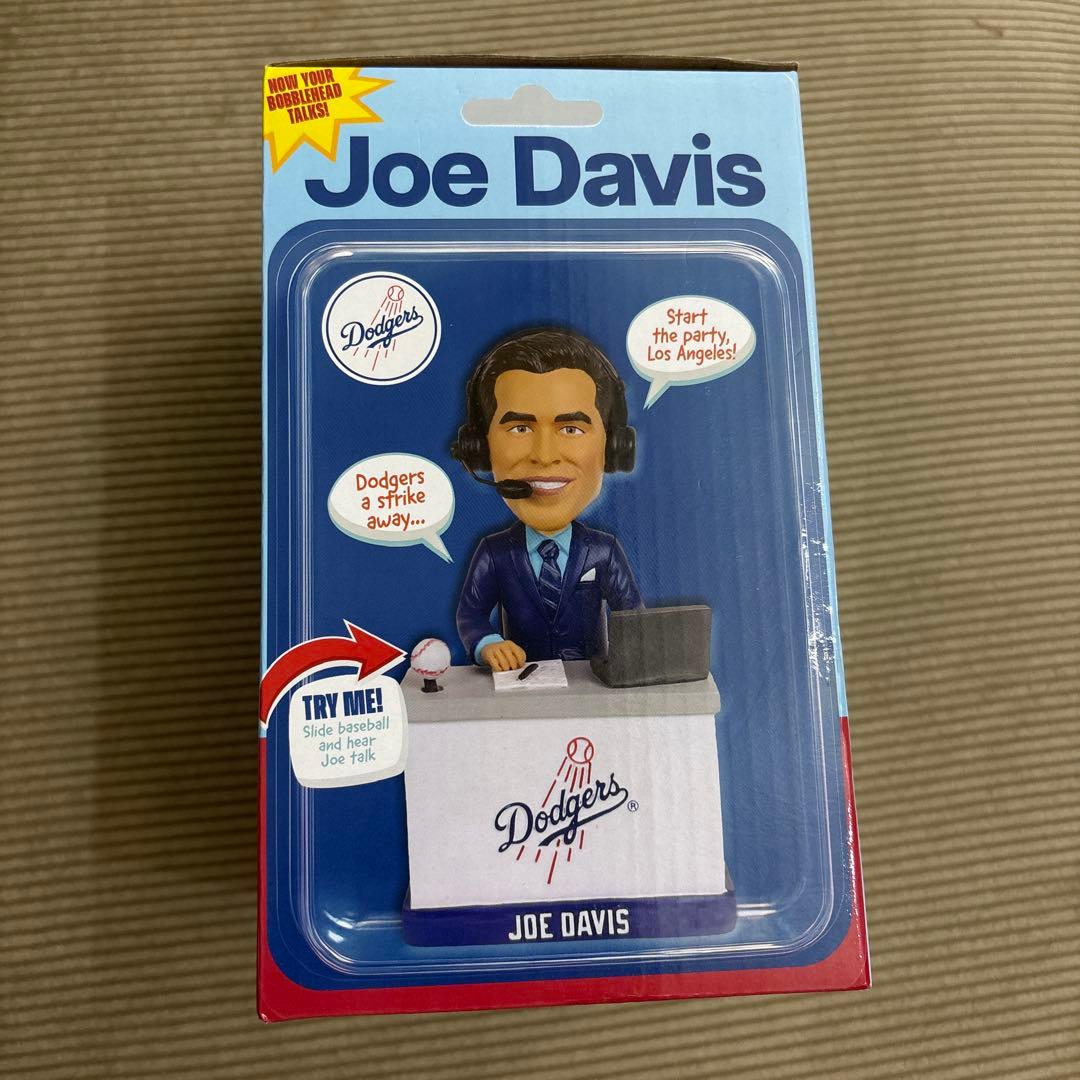 NOW YOUR
BOBBLEHEAD
TALKS!
Joe Davis
Dodgers
Start
the party,
Los Angeles!
Dodgers
a strike
away...
TRY ME!
Slide baseball
and hear
Joe talk
Dodgers®
JOE DAVIS